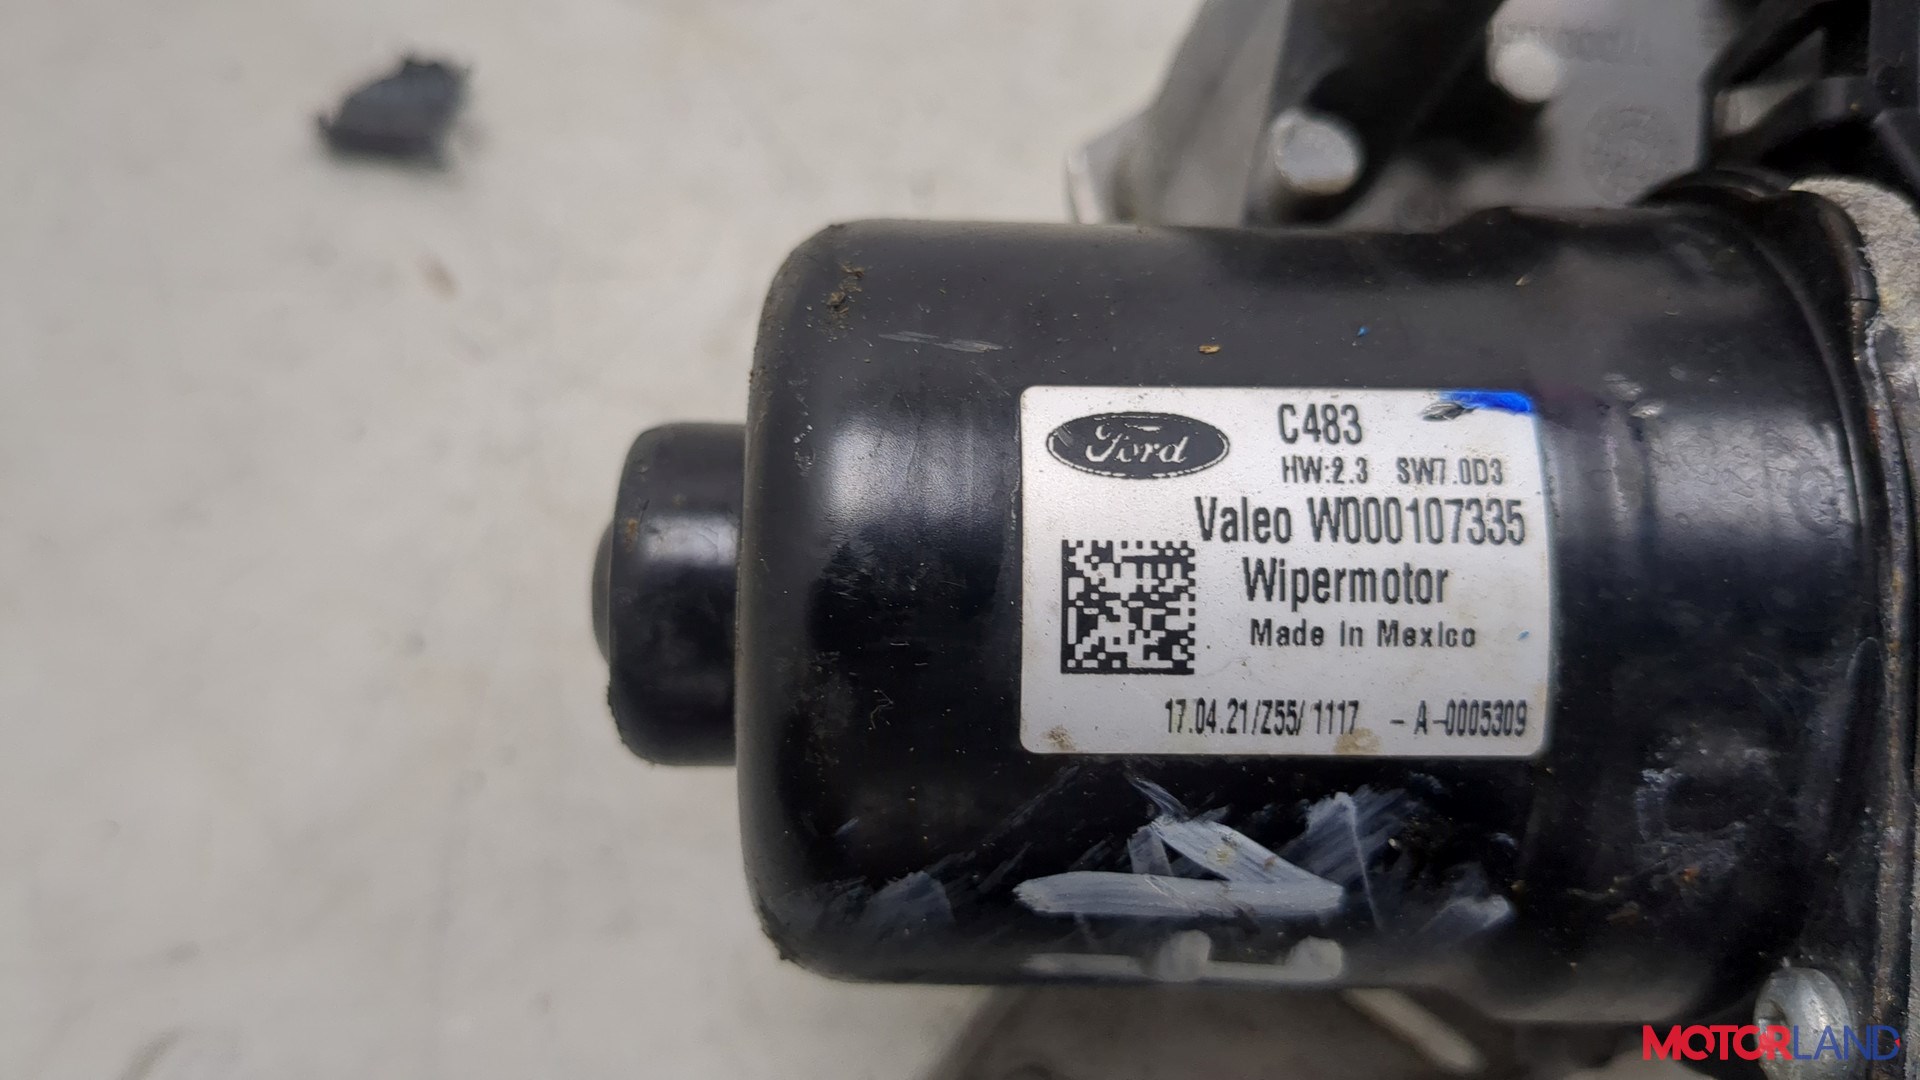 Ford
C483
HW:2.3 SW7.0D3
Valeo W000107335
Wipermotor
Made In Mexico
17.04.21/Z55/1117 -A-0005309
MOTORLAND